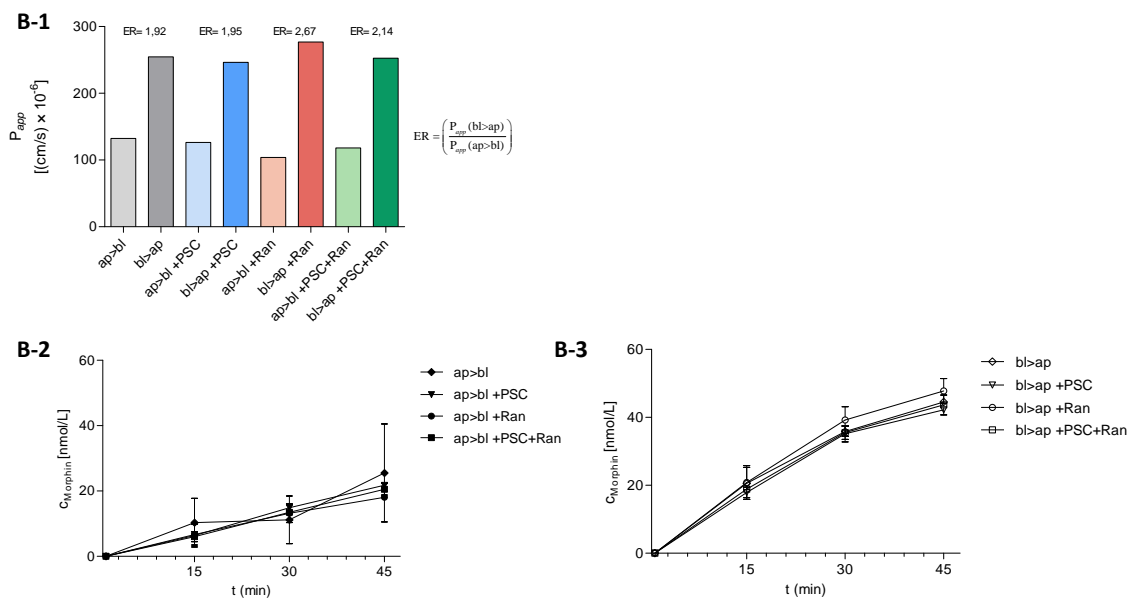 B-1
300
200
100
0
P_app
[(cm/s) × 10^-6]
ER= 1,92
ER= 1,95
ER= 2,67
ER= 2,14
ap>bl
bl>ap
ap>bl +PSC
bl>ap +PSC
ap>bl +Ran
bl>ap +Ran
ap>bl +PSC+Ran
bl>ap +PSC+Ran
ER = (P_app (bl>ap) / P_app (ap>bl))
B-2
60
40
20
0
c_Morphin [nmol/L]
15
30
45
t (min)
ap>bl
ap>bl +PSC
ap>bl +Ran
ap>bl +PSC+Ran
B-3
60
40
20
0
c_Morphin [nmol/L]
15
30
45
t (min)
bl>ap
bl>ap +PSC
bl>ap +Ran
bl>ap +PSC+Ran